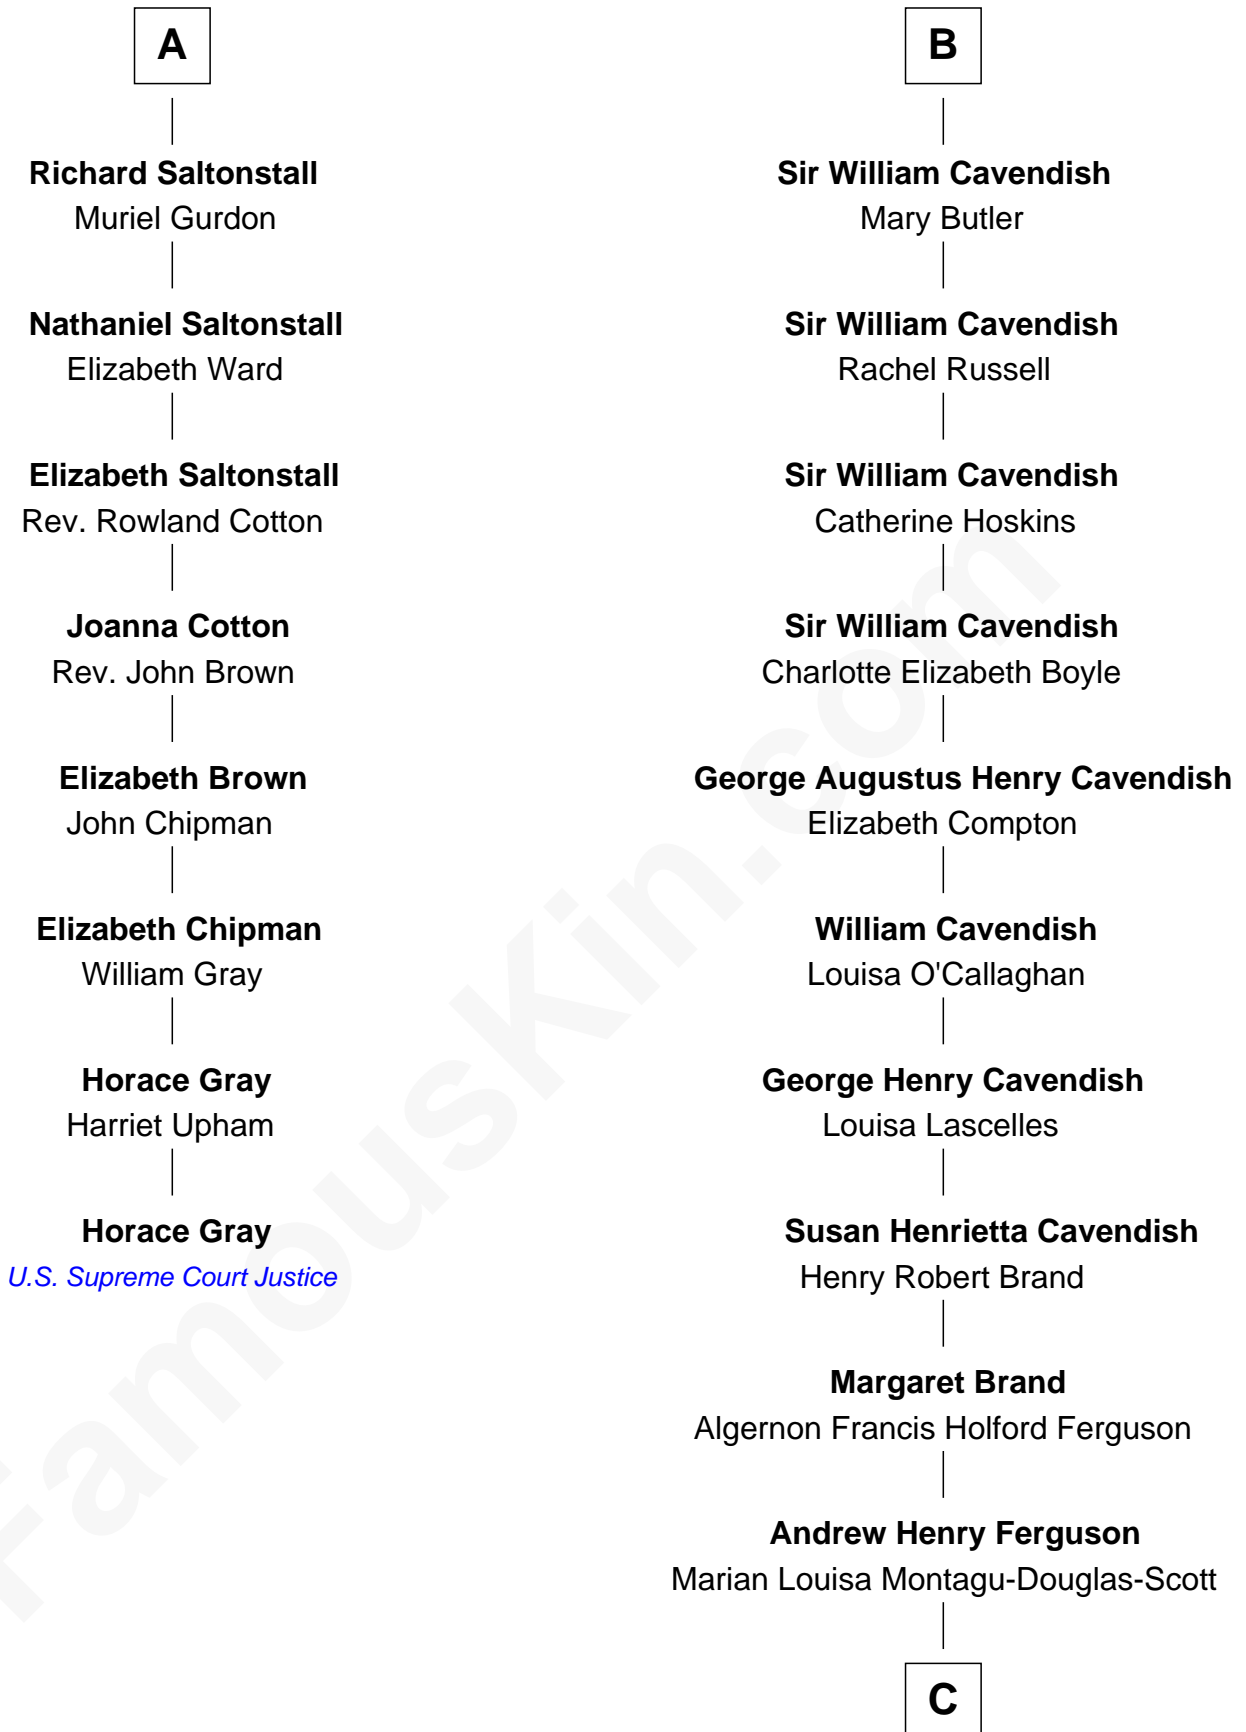 A
Richard Saltonstall
Muriel Gurdon
Nathaniel Saltonstall
Elizabeth Ward
Elizabeth Saltonstall
Rev. Rowland Cotton
Joanna Cotton
Rev. John Brown
Elizabeth Brown
John Chipman
Elizabeth Chipman
William Gray
Horace Gray
Harriet Upham
Horace Gray
U.S. Supreme Court Justice
B
Sir William Cavendish
Mary Butler
Sir William Cavendish
Rachel Russell
Sir William Cavendish
Catherine Hoskins
Sir William Cavendish
Charlotte Elizabeth Boyle
George Augustus Henry Cavendish
Elizabeth Compton
William Cavendish
Louisa O'Callaghan
George Henry Cavendish
Louisa Lascelles
Susan Henrietta Cavendish
Henry Robert Brand
Margaret Brand
Algernon Francis Holford Ferguson
Andrew Henry Ferguson
Marian Louisa Montagu-Douglas-Scott
C
FamousKin.com